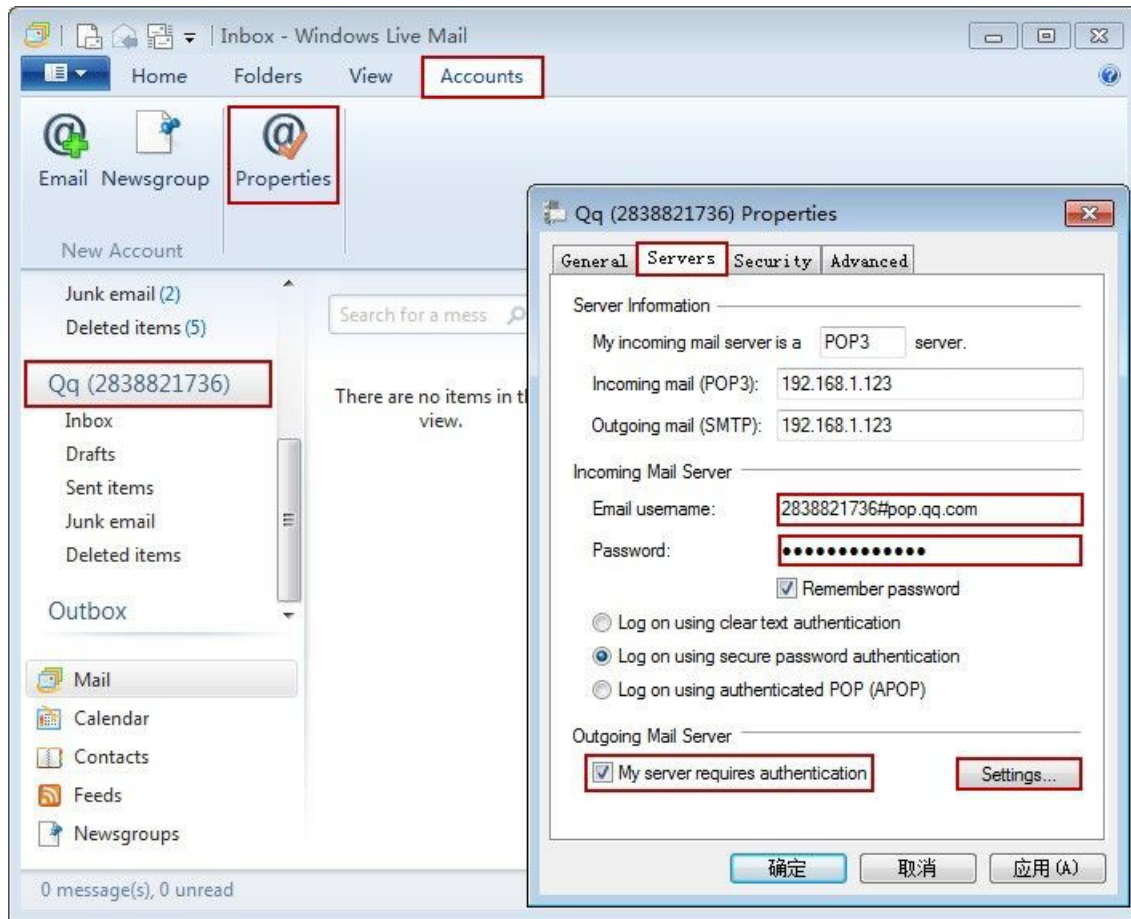 Inbox - Windows Live Mail
Home Folders View Accounts
Email Newsgroup Properties
New Account
Junk email (2)
Deleted items (5)
Qq (2838821736)
Inbox
Drafts
Sent items
Junk email
Deleted items
Outbox
Mail
Calendar
Contacts
Feeds
Newsgroups
0 message(s), 0 unread
Search for a mess
There are no items in th
view.
Qq (2838821736) Properties
General Servers Security Advanced
Server Information
My incoming mail server is a POP3 server.
Incoming mail (POP3): 192.168.1.123
Outgoing mail (SMTP): 192.168.1.123
Incoming Mail Server
Email username: 2838821736#pop.qq.com
Password: •••••••••••••
Remember password
Log on using clear text authentication
Log on using secure password authentication
Log on using authenticated POP (APOP)
Outgoing Mail Server
My server requires authentication Settings...
确定 取消 应用(A)